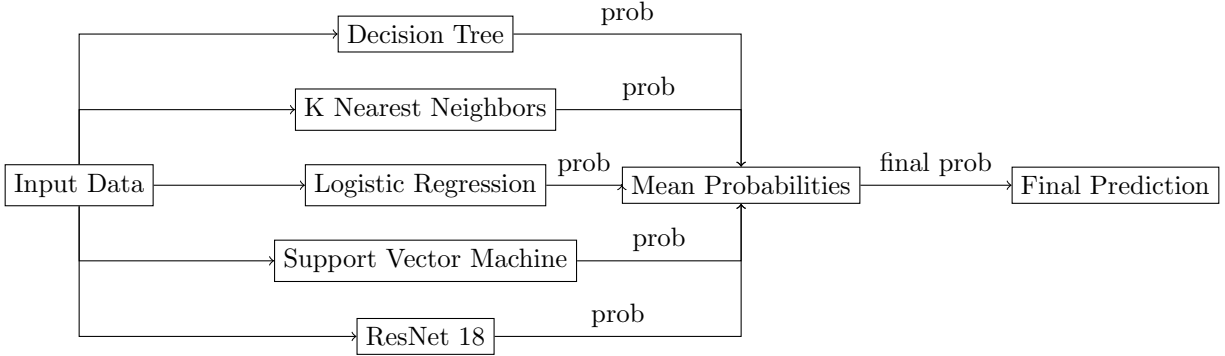 prob
Decision Tree
prob
K Nearest Neighbors
prob
final prob
Input Data
Logistic Regression
Mean Probabilities
Final Prediction
prob
Support Vector Machine
prob
ResNet 18